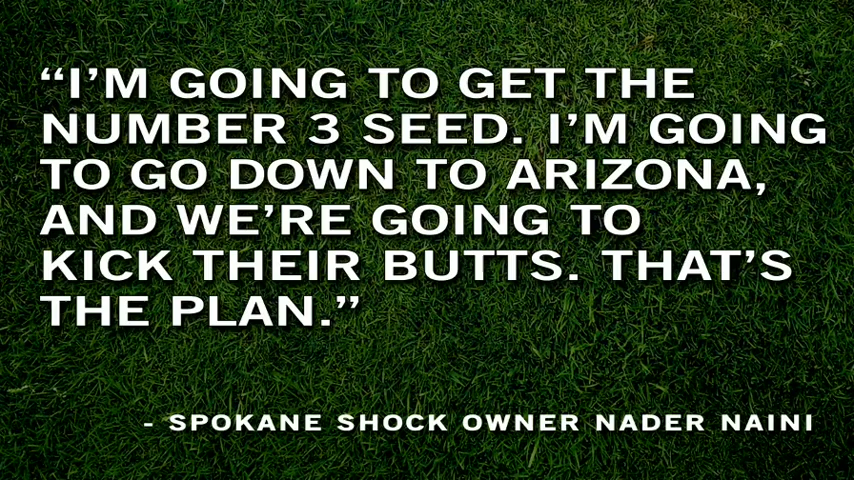 “I’M GOING TO GET THE
NUMBER 3 SEED. I’M GOING
TO GO DOWN TO ARIZONA,
AND WE’RE GOING TO
KICK THEIR BUTTS. THAT’S
THE PLAN.”
- SPOKANE SHOCK OWNER NADER NAINI